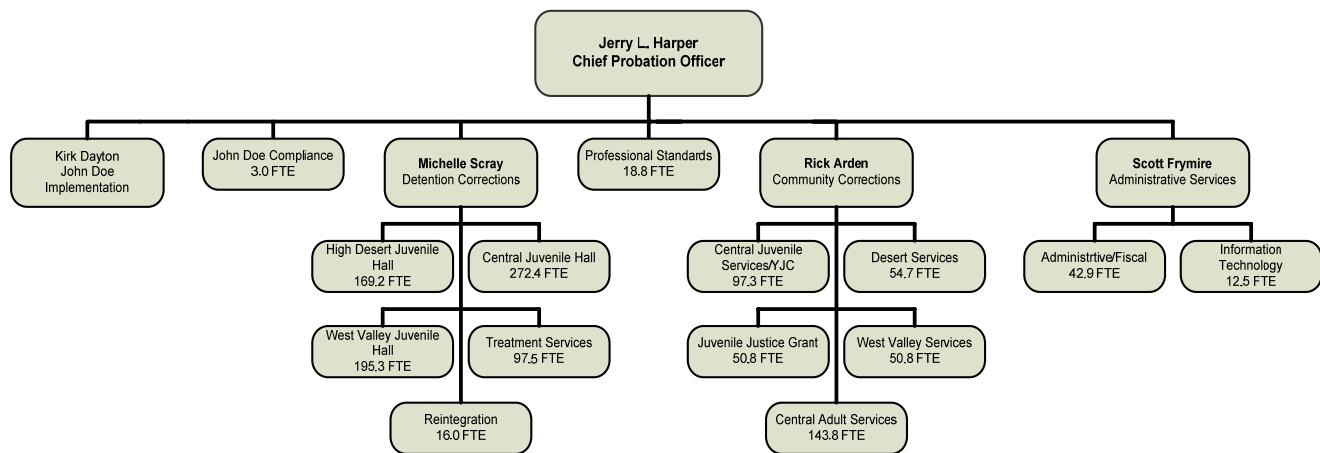 Jerry L. Harper
Chief Probation Officer
Kirk Dayton
John Doe
Implementation
John Doe Compliance
3.0 FTE
Michelle Scray
Detention Corrections
Professional Standards
18.8 FTE
Rick Arden
Community Corrections
Scott Frymire
Administrative Services
High Desert Juvenile
Hall
169.2 FTE
Central Juvenile Hall
272.4 FTE
Central Juvenile
Services/YJC
97.3 FTE
Desert Services
54.7 FTE
Administrtive/Fiscal
42.9 FTE
Information
Technology
12.5 FTE
West Valley Juvenile
Hall
195.3 FTE
Treatment Services
97.5 FTE
Juvenile Justice Grant
50.8 FTE
West Valley Services
50.8 FTE
Reintegration
16.0 FTE
Central Adult Services
143.8 FTE